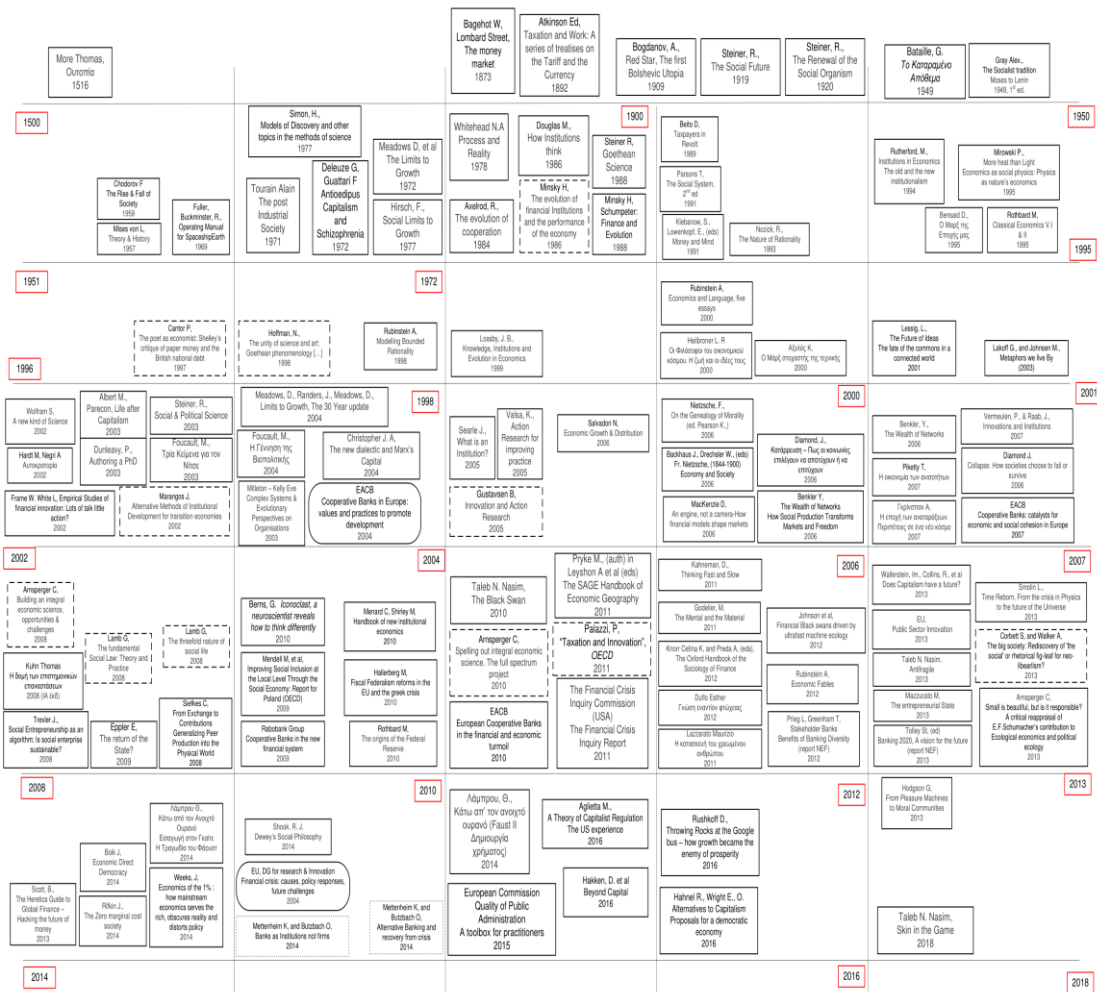 More Thomas,
Ουτοπία
1516
Bagehot W,
Lombard Street,
The money
market
1873
Atkinson Ed,
Taxation and Work: A
series of treatises on
the Tariff and the
Currency
1892
Bogdanov, A.,
Red Star, The first
Bolshevic Utopia
1909
Steiner, R.,
The Social Future
1919
Steiner, R.,
The Renewal of the
Social Organism
1920
Bataille, G.
Το Καταραμένο
Απόθεμα
1949
Gray Alex.,
The Socialist tradition
Moses to Lenin
1949, 1st ed.
1500
1900
1950
Chodorov F
The Rise & Fall of
Society
1959
Mises von L,
Theory & History
1957
Fuller,
Buckminster, R.,
Operating Manual
for SpaceshipEarth
1969
Simon, H.,
Models of Discovery and other
topics in the methods of science
1977
Tourain Alain
The post
Industrial
Society
1971
Deleuze G,
Guattari F
Antioedipus
Capitalism
and
Schizophrenia
1972
Meadows D, et al
The Limits to
Growth
1972
Hirsch, F.,
Social Limits to
Growth
1977
Whitehead N.A
Process and
Reality
1978
Axelrod, R.,
The evolution of
cooperation
1984
Douglas M.,
How Institutions
think
1986
Minsky H,
The evolution of
financial Institutions
and the performance
of the economy
1986
Steiner R,
Goethean
Science
1988
Minsky H,
Schumpeter:
Finance and
Evolution
1988
Beito D,
Taxpayers in
Revolt
1989
Parsons T,
The Social System,
2nd ed
1991
Klebanow, S.,
Lowenkopf, E., (eds)
Money and Mind
1991
Nozick, R.,
The Nature of Rationality
1993
Rutherford, M.,
Institutions in Economics
The old and the new
institutionalism
1994
Mirowski P.,
More heat than Light
Economics as social physics: Physics
as nature's economics
1995
Bensaid D.,
Ο Μαρξ της
Εποχής μας
1995
Rothbard M,
Classical Economics V.I
& II
1995
1951
1972
1995
Cantor P,
The poet as economist: Shelley's
critique of paper money and the
British national debt
1997
Hoffman, N.,
The unity of science and art:
Goethean phenomenology [...]
1998
Rubinstein A,
Modelling Bounded
Rationality
1998
Loasby, J. B.,
Knowledge, Institutions and
Evolution in Economics
1999
Rubinstein A,
Economics and Language, five
essays
2000
Heilbroner L. R
Οι Φιλόσοφοι του οικονομικού
κόσμου. Η ζωή και οι ιδέες τους
2000
Αξελός Κ,
Ο Μάρξ στοχαστής της τεχνικής
2000
Lessig, L.,
The Future of Ideas
The fate of the commons in a
connected world
2001
Lakoff G., and Johnsen M.,
Metaphors we live By
(2003)
1996
1998
2000
2001
Wolfram S,
A new kind of Science
2002
Hardt M, Negri A
Αυτοκρατορία
2002
Albert M.,
Parecon, Life after
Capitalism
2003
Dunleavy, P.,
Authoring a PhD
2003
Steiner, R.,
Social & Political Science
2003
Foucault, M.,
Τρία Κείμενα για τον
Νίτσε
2003
Frame W. White L, Empirical Studies of
financial innovation: Lots of talk little
action?
2002
Marangos J,
Alternative Methods of Institutional
Development for transition economies
2002
Meadows, D., Randers, J., Meadows, D.,
Limits to Growth, The 30 Year update
2004
Foucault, M.,
Η Γέννηση της
Βιοπολιτικής
2004
Christopher J. A,
The new dialectic and Marx's
Capital
2004
Mitleton – Kelly Eve
Complex Systems &
Evolutionary
Perspectives on
Organisations
2003
EACB
Cooperative Banks in Europe:
values and practices to promote
development
2004
Searle J.,
What is an
Institution?
2005
Valsa, K.,
Action
Research for
improving
practice
2005
Gustavsen B,
Innovation and Action
Research
2005
Salvadori N,
Economic Growth & Distribution
2006
Nietzsche, F.,
On the Genealogy of Morality
(ed. Pearson K.,)
2006
Backhaus J., Drechsler W., (eds)
Fr. Nietzsche, (1844-1900)
Economy and Society
2006
MacKenzie D,
An engine, not a camera-How
financial models shape markets
2006
Diamond, J.,
Κατάρρευση – Πως οι κοινωνίες
επιλέγουν να αποτύχουν ή να
επιτύχουν
2006
Benkler Y,
The Wealth of Networks
How Social Production Transforms
Markets and Freedom
2006
Benkler, Y.,
The Wealth of Networks
2006
Piketty T,
Η οικονομία των ανισοτήτων
2007
Γκρίνσπαν Α,
Η εποχή των αναταράξεων.
Περιπέτειες σε ένα νέο κόσμο
2007
Vermeulen, P., & Raab, J.,
Innovations and Institutions
2007
Diamond J,
Collapse. How societies choose to fail or
survive
2006
EACB
Cooperative Banks: catalysts for
economic and social cohesion in Europe
2007
2002
2004
2006
2007
Arnsperger C,
Building an integral
economic science,
opportunities &
challenges
2008
Lamb G,
The fundamental
Social Law: Theory and
Practice
2008
Lamb G,
The threefold nature of
social life
2008
Kuhn Thomas
Η δομή των επιστημονικών
επαναστάσεων
2008 (ΙΑ έκδ)
Trexler J.,
Social Entrepreneurship as an
algorithm: Is social enterprise
sustainable?
2008
Eppler E,
The return of the
State?
2009
Siefkes C,
From Exchange to
Contributions
Generalizing Peer
Production into the
Physical World
2008
Berns, G. Iconoclast, a
neuroscientist reveals
how to think differently
2010
Mendell M, et al,
Improving Social Inclusion at
the Local Level Through the
Social Economy: Report for
Poland (OECD)
2009
Rabobank Group
Cooperative Banks in the new
financial system
2009
Menard C, Shirley M,
Handbook of new institutional
economics
2010
Hallerberg M,
Fiscal Federalism reforms in
the EU and the greek crisis
2010
Rothbard M,
The origins of the Federal
Reserve
2010
Taleb N. Nasim,
The Black Swan
2010
Arnsperger C,
Spelling out integral
economic science. The full spectrum
project
2010
EACB
European Cooperative Banks
in the financial and economic
turmoil
2010
Pryke M., (auth) in
Leyshon A et al (eds)
The SAGE Handbook of
Economic Geography
2011
Palazzi, P,
"Taxation and Innovation",
OECD
2011
The Financial Crisis
Inquiry Commission
(USA)
The Financial Crisis
Inquiry Report
2011
Kahneman, D.,
Thinking Fast and Slow
2011
Godelier, M.
The Mental and the Material
2011
Knorr Cetina K and Preda A, (eds),
The Oxford Handbook of the
Sociology of Finance
2012
Duflo Esther
Γνώση εναντίον φτώχειας
2012
Lazzarato Maurizio
Η κατασκευή του χρεωμένου
ανθρώπου
2011
Johnson et al,
Financial Black swans driven by
ultrafast machine ecology
2012
Rubinstein A,
Economic Fables
2012
Prieg L, Greenham T,
Stakeholder Banks
Benefits of Banking Diversity
(report NEF)
2012
Wallerstein, Im., Collins, R., et al
Does Capitalism have a future?
2013
EU,
Public Sector Innovation
2013
Taleb N. Nasim.
Antifragile
2013
Mazzucato M,
The entrepreneurial State
2013
Tolley St, (ed)
Banking 2020, A vision for the future
(report NEF)
2013
Smolin L.,
Time Reborn, From the crisis in Physics
to the future of the Universe
2013
Corbett S, and Walker A,
The big society: Rediscovery of 'the
social' or rhetorical fig-leaf for neo-
liberalism?
2013
Arnsperger C,
Small is beautiful, but is it responsible?
A critical reappraisal of
E.F.Schumacher's contribution to
Ecological economics and political
ecology
2013
2008
2010
2012
2013
Scott, B.,
The Heretics Guide to
Global Finance –
Hacking the future of
money
2013
Boik J,
Economic Direct
Democracy
2014
Rifkin J.,
The Zero marginal cost
society
2014
Λάμπρου Θ.,
Κάτω από τον Ανοιχτό
Ουρανό
Εισαγωγή στον Γκαίτε
Η Τραγωδία του Φάουστ
2014
Weeks, J,
Economics of the 1% :
how mainstream
economics serves the
rich, obscures reality and
distorts policy
2014
Shook. R. J,
Dewey's Social Philosophy
2014
EU, DG for research & Innovation
Financial crisis: causes, policy responses,
future challenges
2004
Mettenheim K, and Butzbach O,
Banks as Institutions not firms
2014
Mettenheim K, and
Butzbach O,
Alternative Banking and
recovery from crisis
2014
Λάμπρου, Θ.,
Κάτω απ' τον ανοιχτό
ουρανό (Faust II
Δημιουργία
χρήματος)
2014
European Commission
Quality of Public
Administration
A toolbox for practitioners
2015
Aglietta M.,
A Theory of Capitalist Regulation
The US experience
2016
Hakken, D. et al
Beyond Capital
2016
Rushkoff D.,
Throwing Rocks at the Google
bus – how growth became the
enemy of prosperity
2016
Hahnel R., Wright E., O.
Alternatives to Capitalism
Proposals for a democratic
economy
2016
Hodgson G,
From Pleasure Machines
to Moral Communities
2013
Taleb N. Nasim,
Skin in the Game
2018
2014
2016
2018